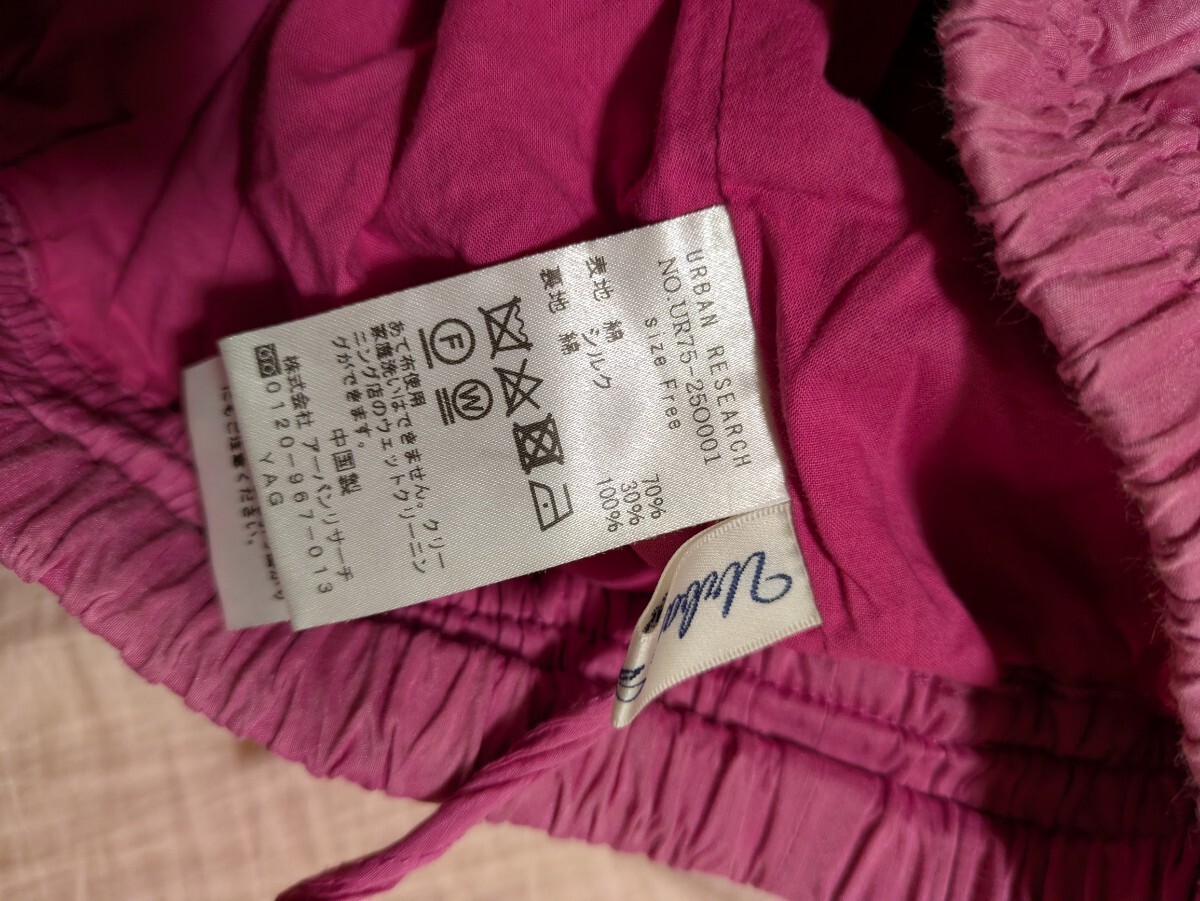 URBAN RESEARCH
NO.UR75-250001
size Free
表地 綿 70%
シルク 30%
裏地 綿 100%
F W
あて布使用
家庭洗いはできません。クリー
ニング店のウェットクリーニン
グができます。
中国製
株式会社 アーバンリサーチ
0120-967-013
YAG
Urba